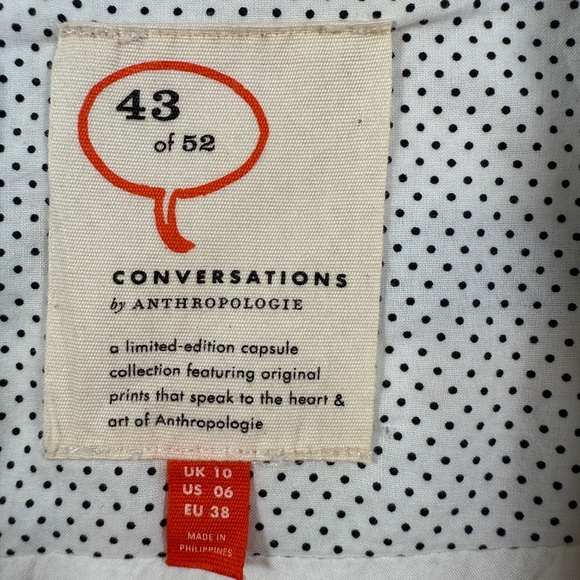 43
of 52
CONVERSATIONS
by ANTHROPOLOGIE
a limited-edition capsule
collection featuring original
prints that speak to the heart &
art of Anthropologie
UK 10
US 06
EU 38
MADE IN
PHILIPPINES